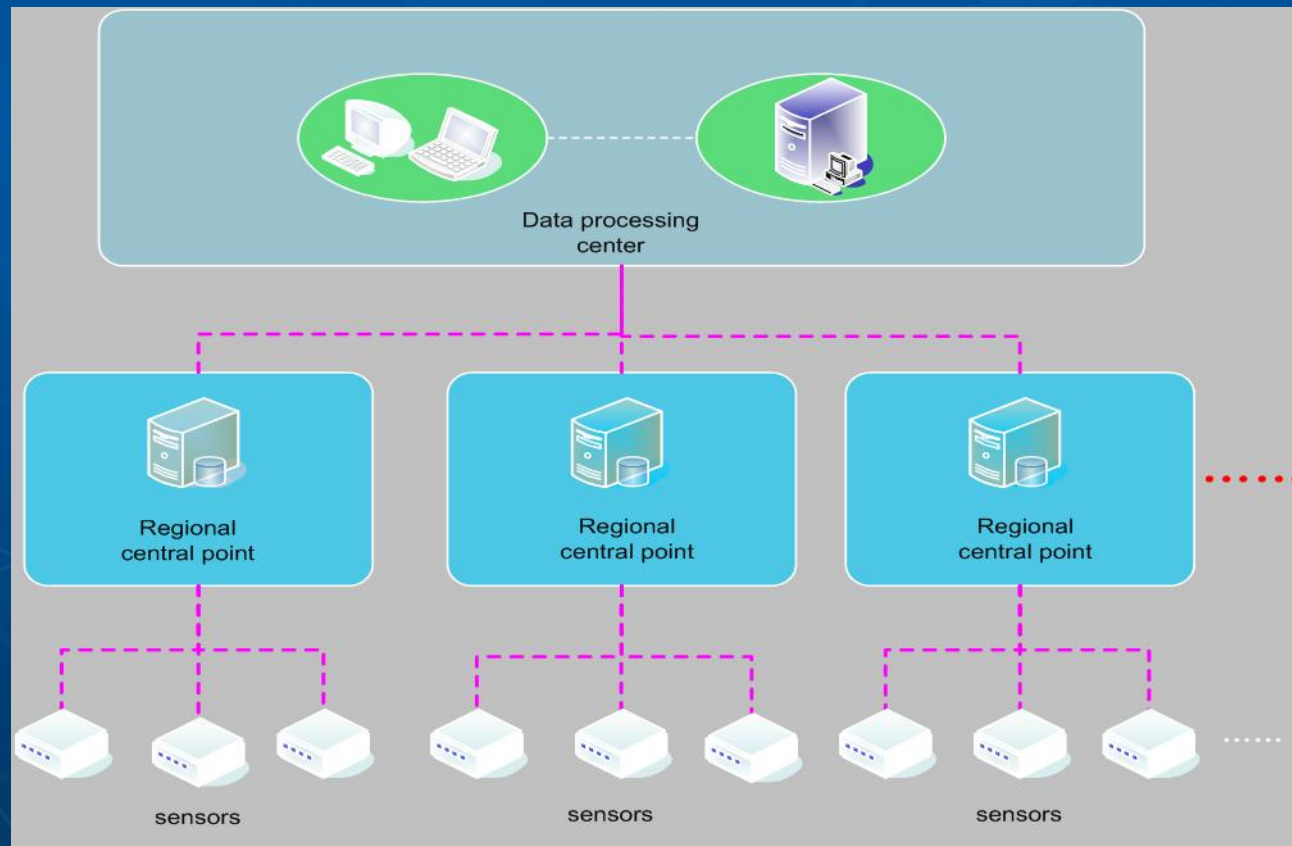 Data processing
center
Regional
central point
Regional
central point
Regional
central point
sensors
sensors
sensors